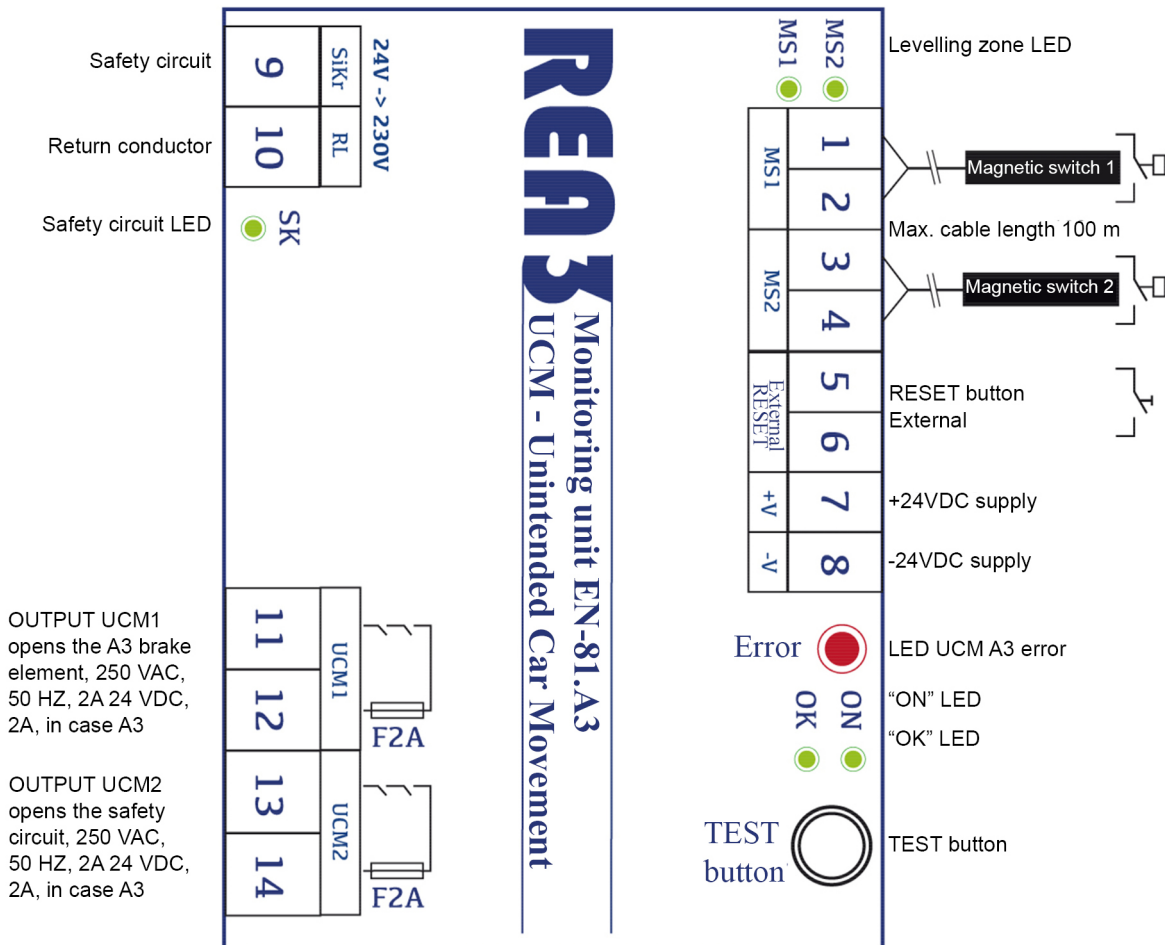 Safety circuit
Return conductor
Safety circuit LED
9
SiKr
10
RL
24V -> 230V
SK
OUTPUT UCM1
opens the A3 brake
element, 250 VAC,
50 HZ, 2A 24 VDC,
2A, in case A3
OUTPUT UCM2
opens the safety
circuit, 250 VAC,
50 HZ, 2A 24 VDC,
2A, in case A3
11
12
UCM1
F2A
13
14
UCM2
F2A
REA3
Monitoring unit EN-81.A3
UCM - Unintended Car Movement
MS1
MS2
Levelling zone LED
MS1
1
2
Magnetic switch 1
Max. cable length 100 m
MS2
3
4
Magnetic switch 2
External
RESET
5
6
RESET button
External
+V
7
+24VDC supply
-V
8
-24VDC supply
Error
LED UCM A3 error
OK
ON
“ON” LED
“OK” LED
TEST
button
TEST button